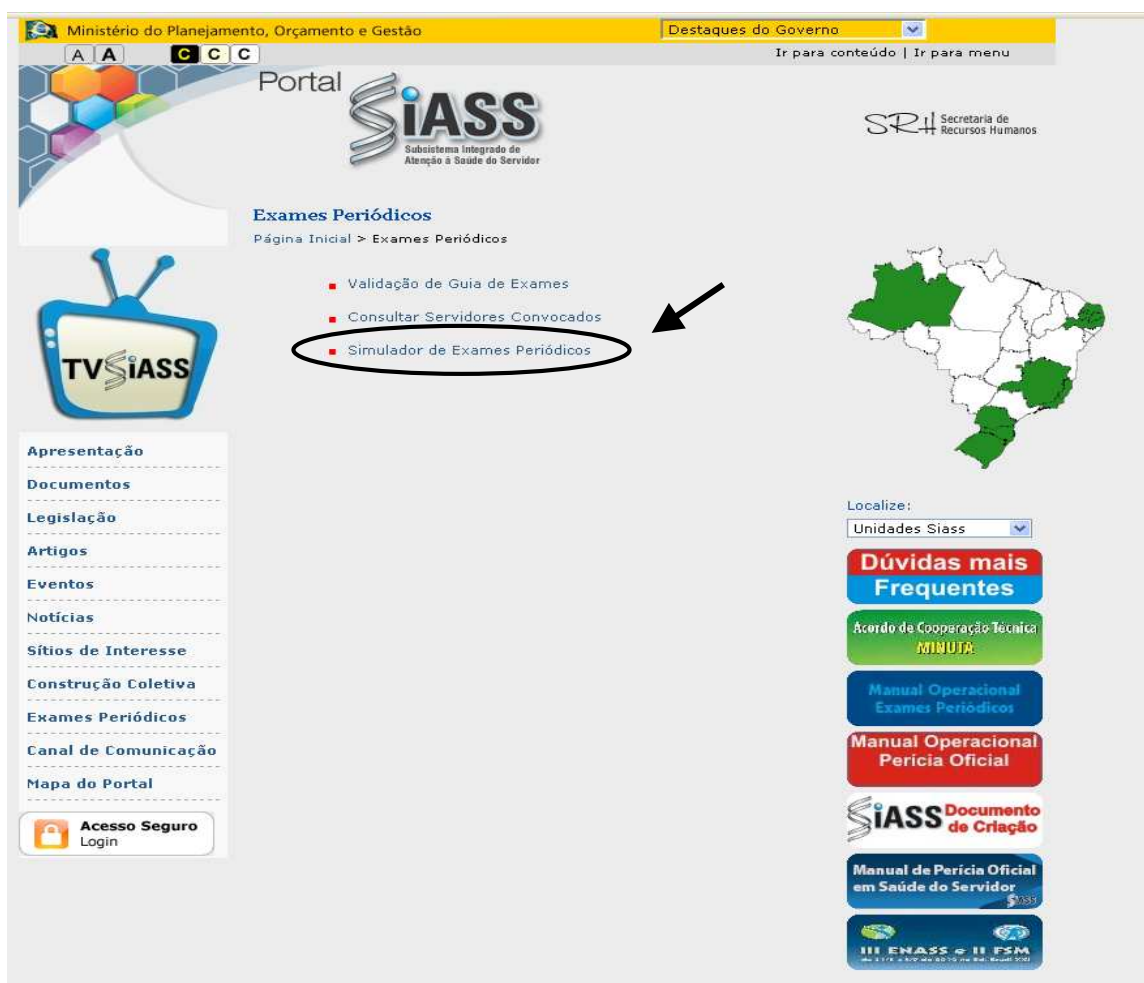 Ministério do Planejamento, Orçamento e Gestão
Destaques do Governo
A A C C C
Ir para conteúdo | Ir para menu
Portal
SiASS
Subsistema Integrado de
Atenção à Saúde do Servidor
SRH Secretaria de
Recursos Humanos
Exames Periódicos
Página Inicial > Exames Periódicos
Validação de Guia de Exames
Consultar Servidores Convocados
Simulador de Exames Periódicos
TVSiASS
Apresentação
Documentos
Legislação
Artigos
Eventos
Notícias
Sítios de Interesse
Construção Coletiva
Exames Periódicos
Canal de Comunicação
Mapa do Portal
Acesso Seguro
Login
Localize:
Unidades Siass
Dúvidas mais
Frequentes
Acordo de Cooperação Técnica
MINUTA
Manual Operacional
Exames Periódicos
Manual Operacional
Perícia Oficial
SiASS Documento
de Criação
Manual de Perícia Oficial
em Saúde do Servidor
SiASS
III ENASS e II FSM